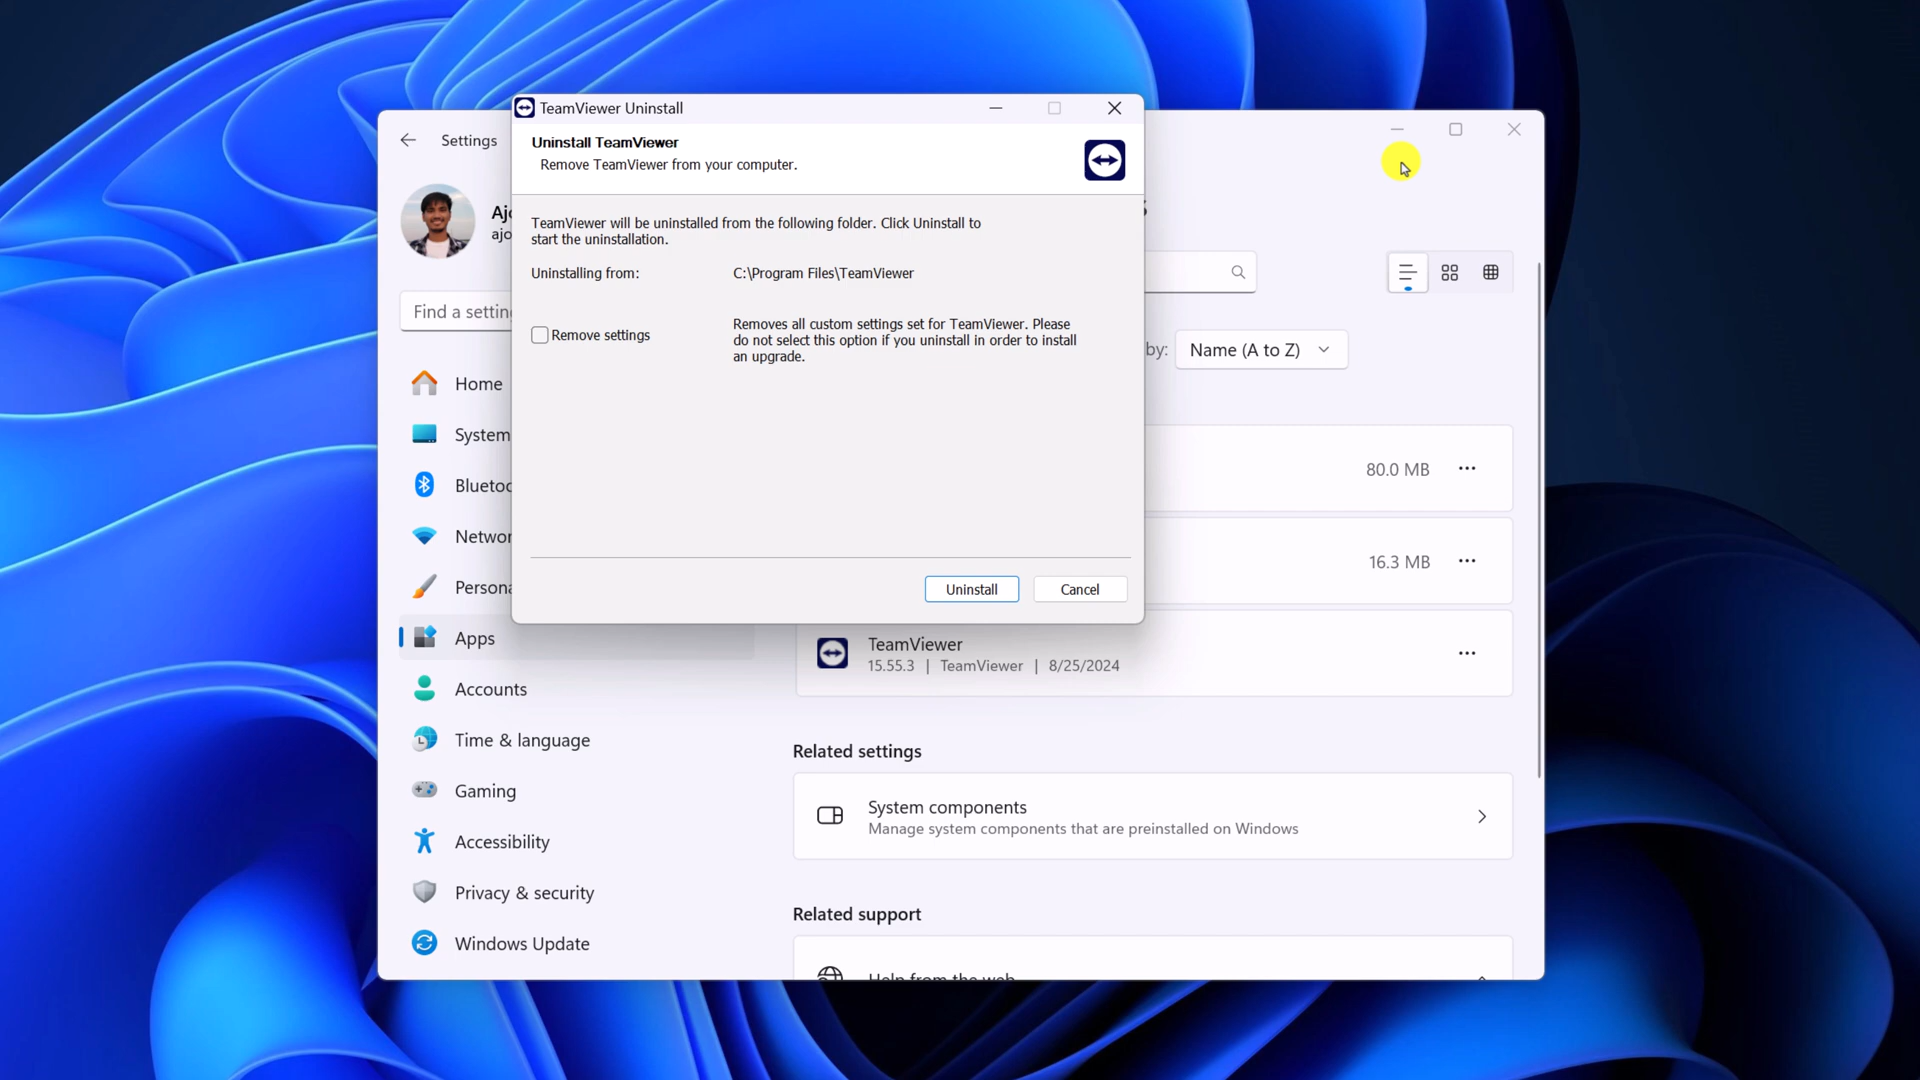 TeamViewer Uninstall
Uninstall TeamViewer
Remove TeamViewer from your computer.
TeamViewer will be uninstalled from the following folder. Click Uninstall to
start the uninstallation.
Uninstalling from: C:\Program Files\TeamViewer
Remove settings
Removes all custom settings set for TeamViewer. Please
do not select this option if you uninstall in order to install
an upgrade.
Uninstall Cancel
Settings
Find a
Home
System
Apps
Accounts
Time & language
Gaming
Accessibility
Privacy & security
Windows Update
by: Name (A to Z)
80.0 MB
16.3 MB
TeamViewer
15.55.3 | TeamViewer | 8/25/2024
Related settings
System components
Manage system components that are preinstalled on Windows
Related support
Help from the web